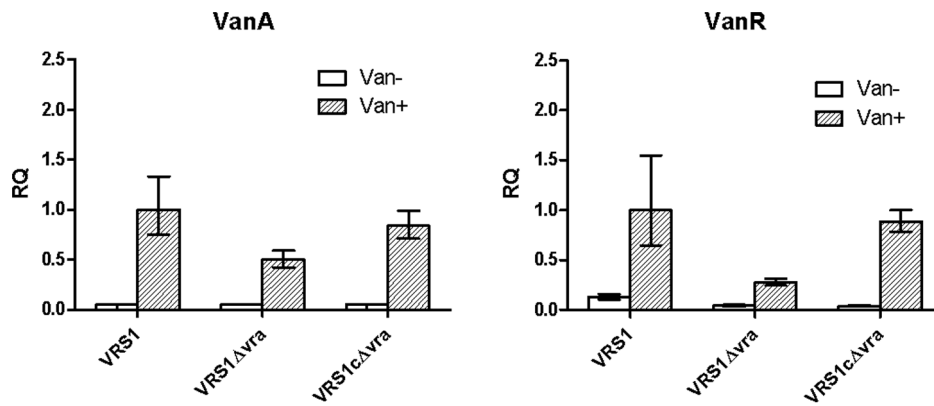 VanA
2.5
2.0
1.5
1.0
0.5
0.0
RQ
Van-
Van+
VRS1
VRS1Δvra
VRS1cΔvra
VanR
2.5
2.0
1.5
1.0
0.5
0.0
RQ
Van-
Van+
VRS1
VRS1Δvra
VRS1cΔvra